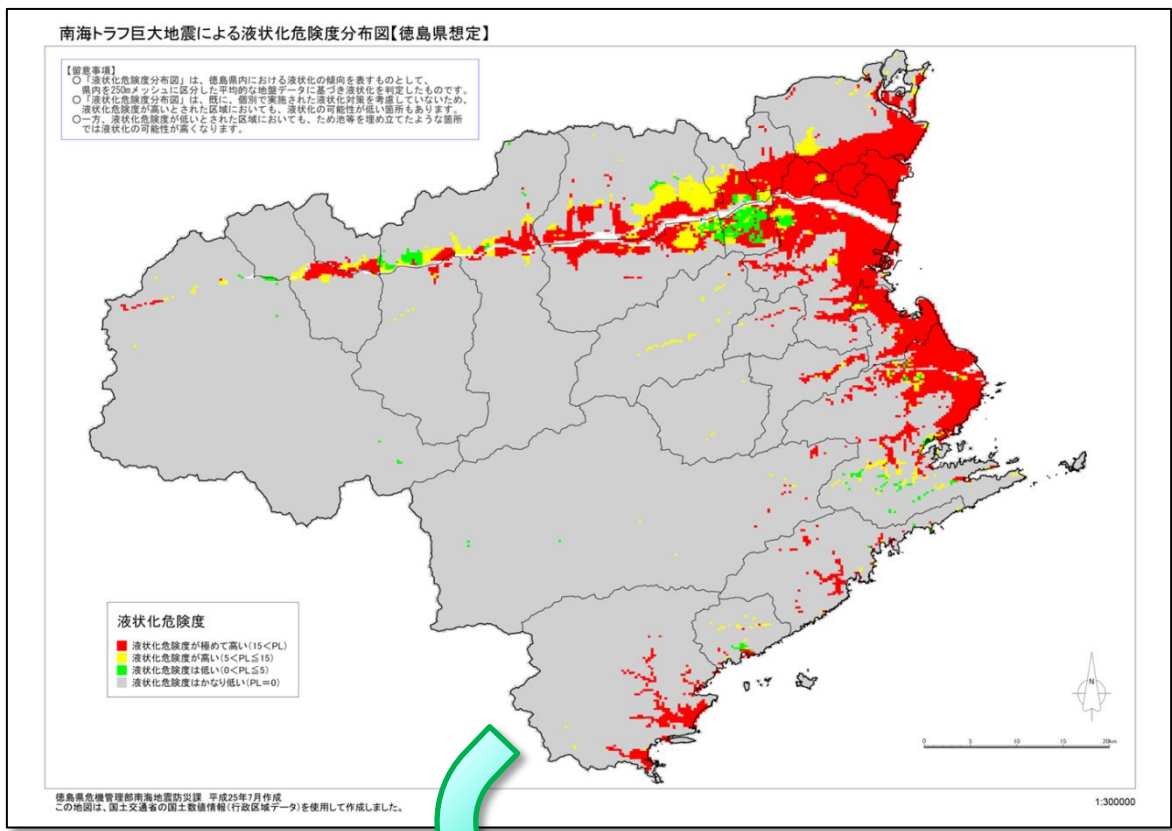 南海トラフ巨大地震による液状化危険度分布図【徳島県想定】
【留意事項】
○「液状化危険度分布図」は、徳島県内における液状化の傾向を表すものとして、
県内を250mメッシュに区分した平均的な地盤データに基づき液状化を判定したものです。
○「液状化危険度分布図」は、既に、個別で実施された液状化対策を考慮していないため、
液状化危険度が高いとされた区域においても、液状化の可能性が低い箇所もあります。
○一方、液状化危険度が低いとされた区域においても、ため池等を埋め立てたような箇所
では液状化の可能性が高くなります。
液状化危険度
液状化危険度が極めて高い(15<PL)
液状化危険度が高い(5<PL≦15)
液状化危険度は低い(0<PL≦5)
液状化危険度はかなり低い(PL=0)
N
0 5 10 15 20km
徳島県危機管理部南海地震防災課 平成25年7月作成
この地図は、国土交通省の国土数値情報(行政区域データ)を使用して作成しました。
1:300000